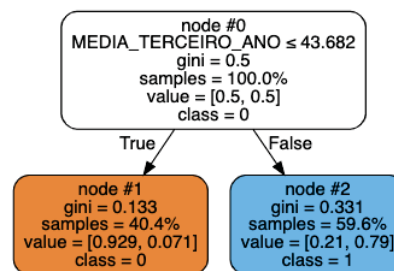 node #0
MEDIA_TERCEIRO_ANO ≤ 43.682
gini = 0.5
samples = 100.0%
value = [0.5, 0.5]
class = 0
True
False
node #1
gini = 0.133
samples = 40.4%
value = [0.929, 0.071]
class = 0
node #2
gini = 0.331
samples = 59.6%
value = [0.21, 0.79]
class = 1